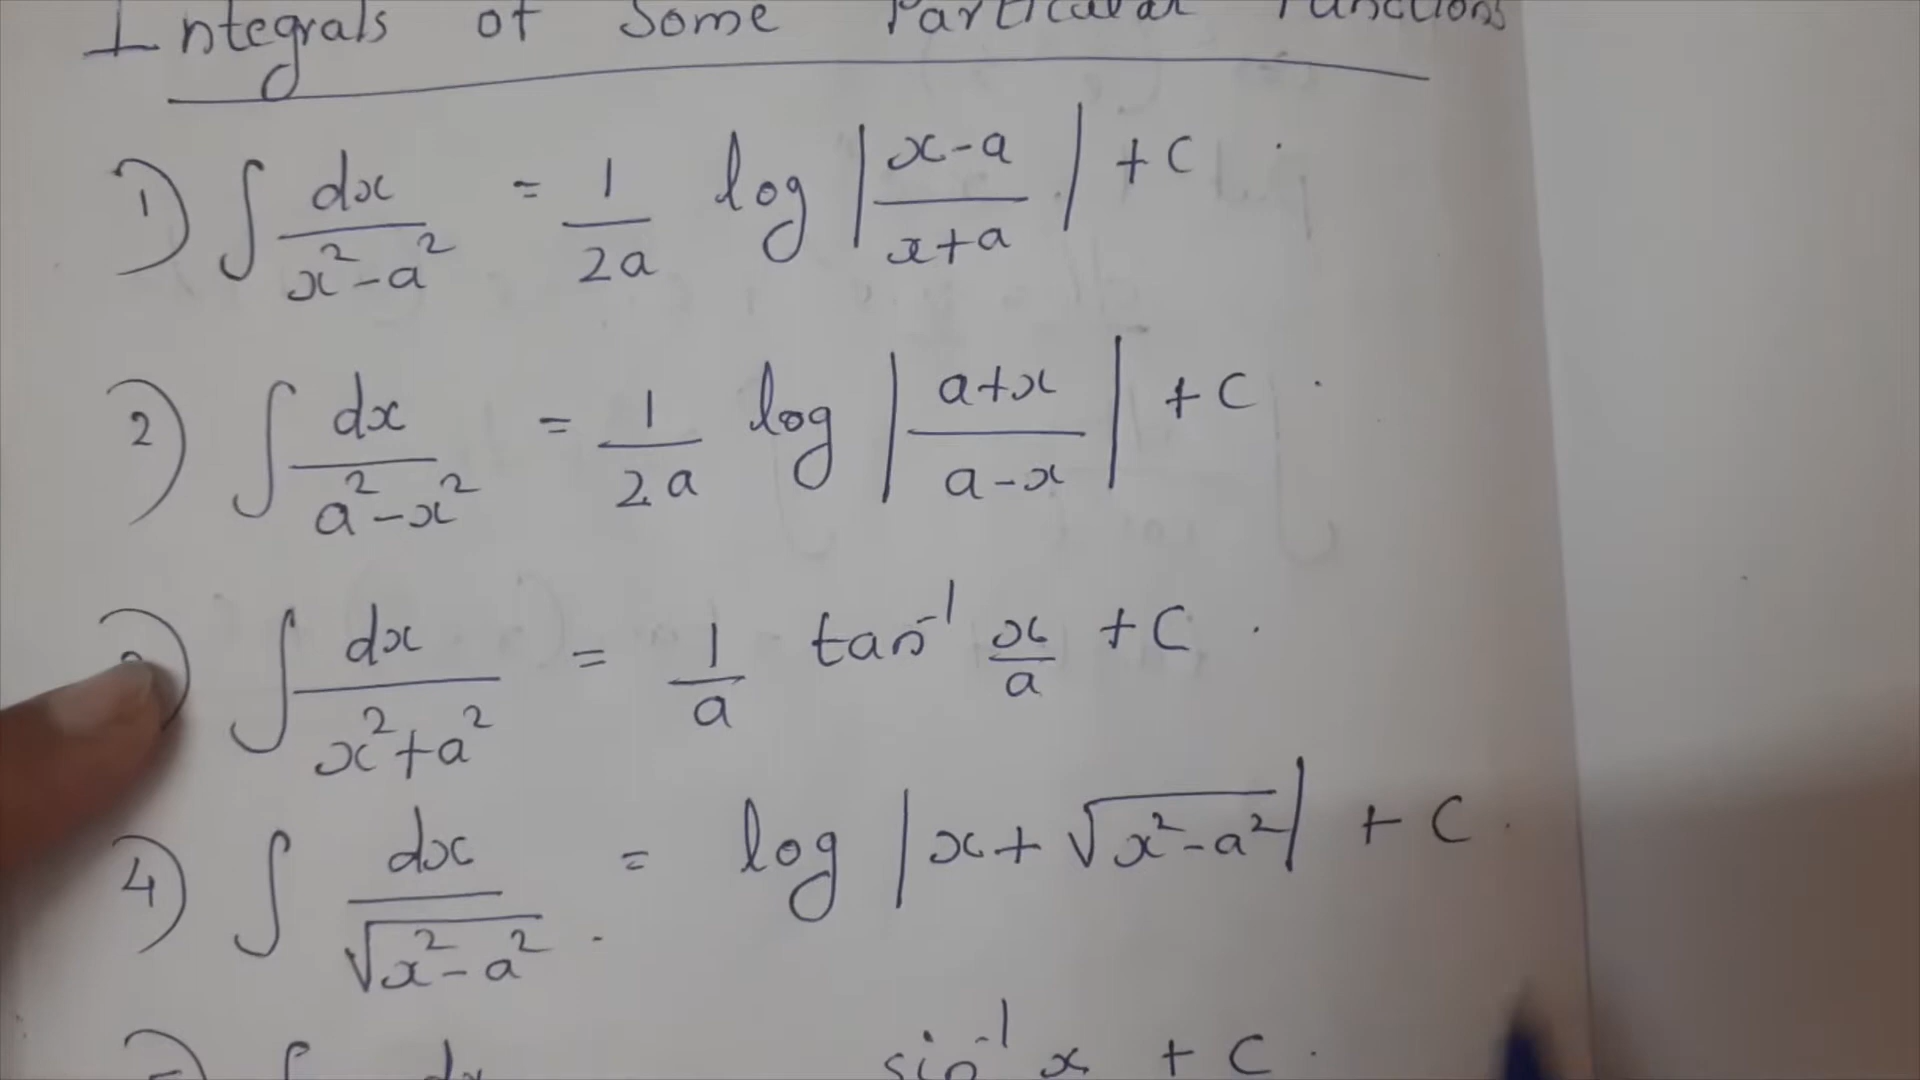 Integrals of Some Particular Functions
1) ∫ dx/(x²-a²) = 1/2a log |(x-a)/(x+a)| + C.
2) ∫ dx/(a²-x²) = 1/2a log |(a+x)/(a-x)| + C.
∫ dx/(x²+a²) = 1/a tan⁻¹ x/a + C.
4) ∫ dx/√(x²-a²) = log |x+√(x²-a²)| + C.
∫ dx sin⁻¹ x + C.